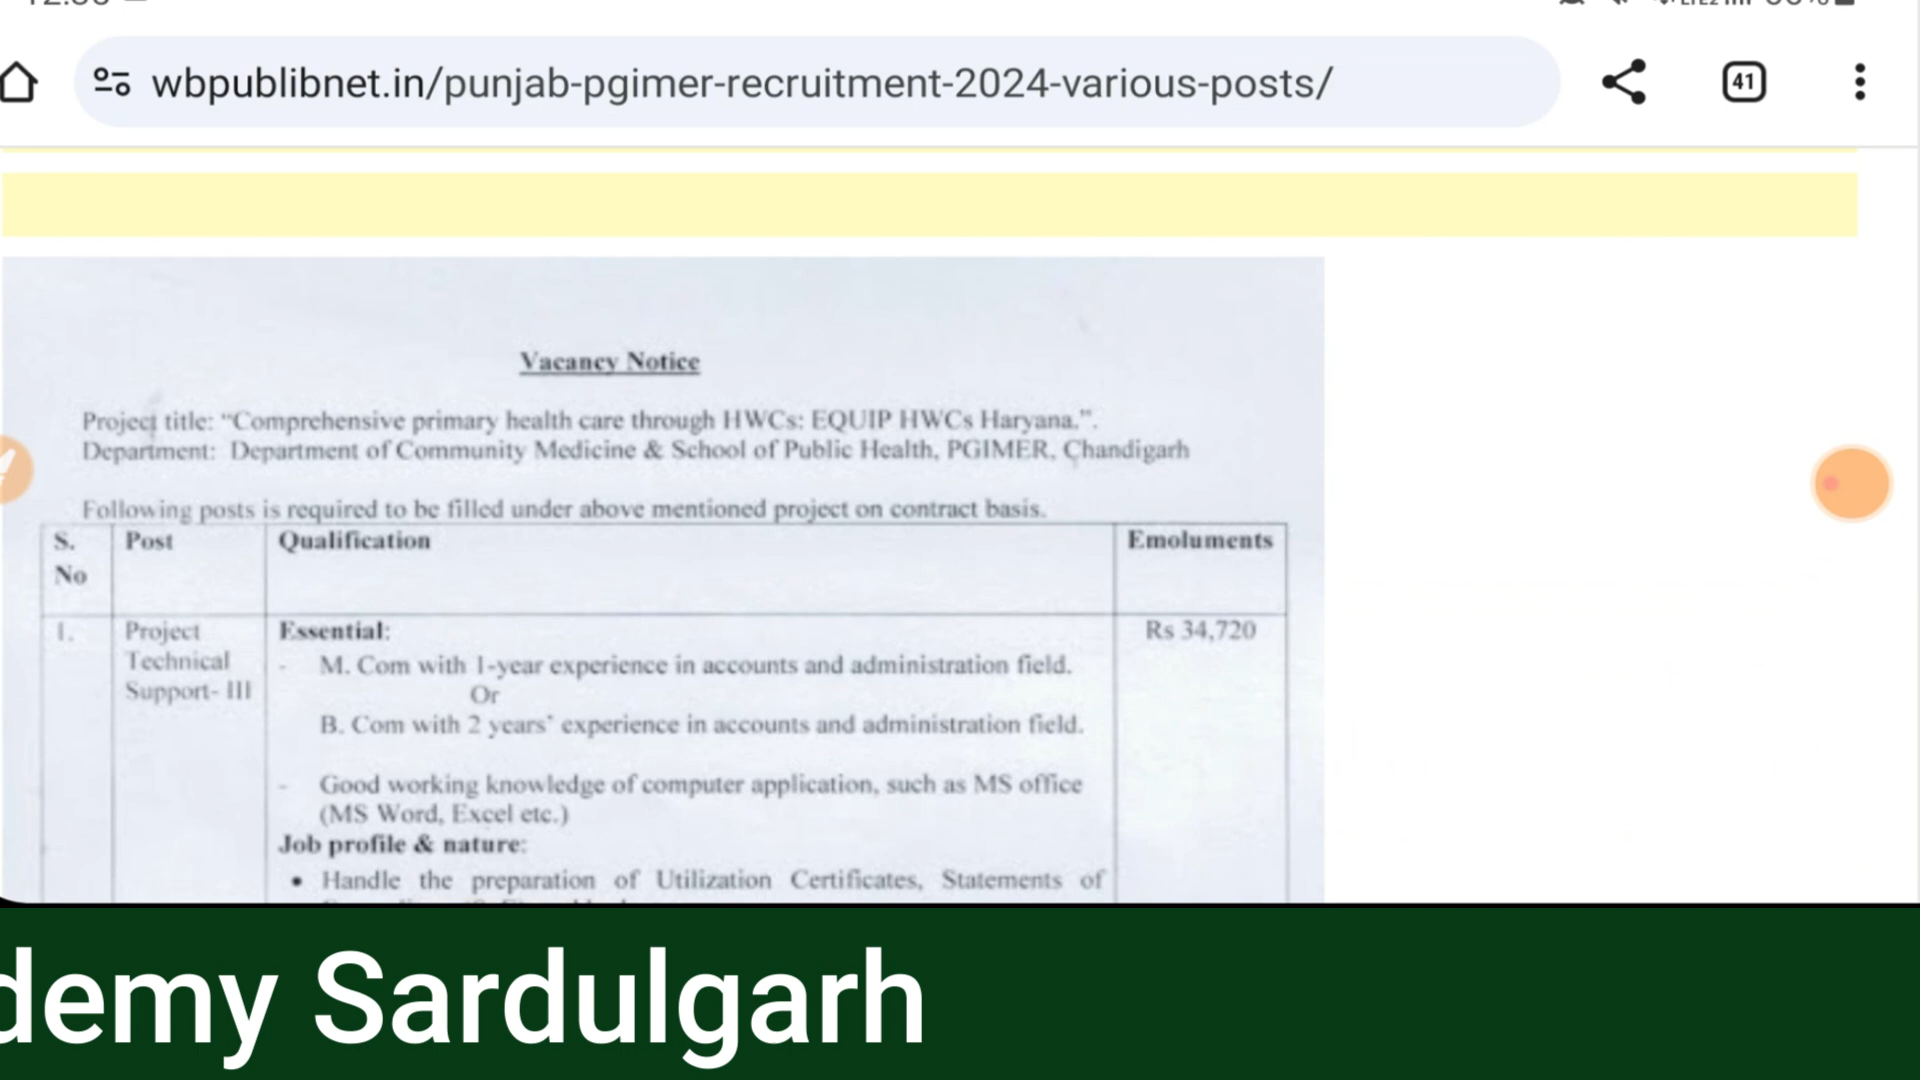 wbpublibnet.in/punjab-pgimer-recruitment-2024-various-posts/
41
Vacancy Notice
Project title: “Comprehensive primary health care through HWCs: EQUIP HWCs Haryana.”.
Department: Department of Community Medicine & School of Public Health, PGIMER, Chandigarh
Following posts is required to be filled under above mentioned project on contract basis.
S. No Post Qualification Emoluments
1. Project Technical Support- III Essential: Rs 34,720
- M. Com with 1-year experience in accounts and administration field.
Or
B. Com with 2 years’ experience in accounts and administration field.
- Good working knowledge of computer application, such as MS office
(MS Word, Excel etc.)
Job profile & nature:
• Handle the preparation of Utilization Certificates, Statements of
demy Sardulgarh